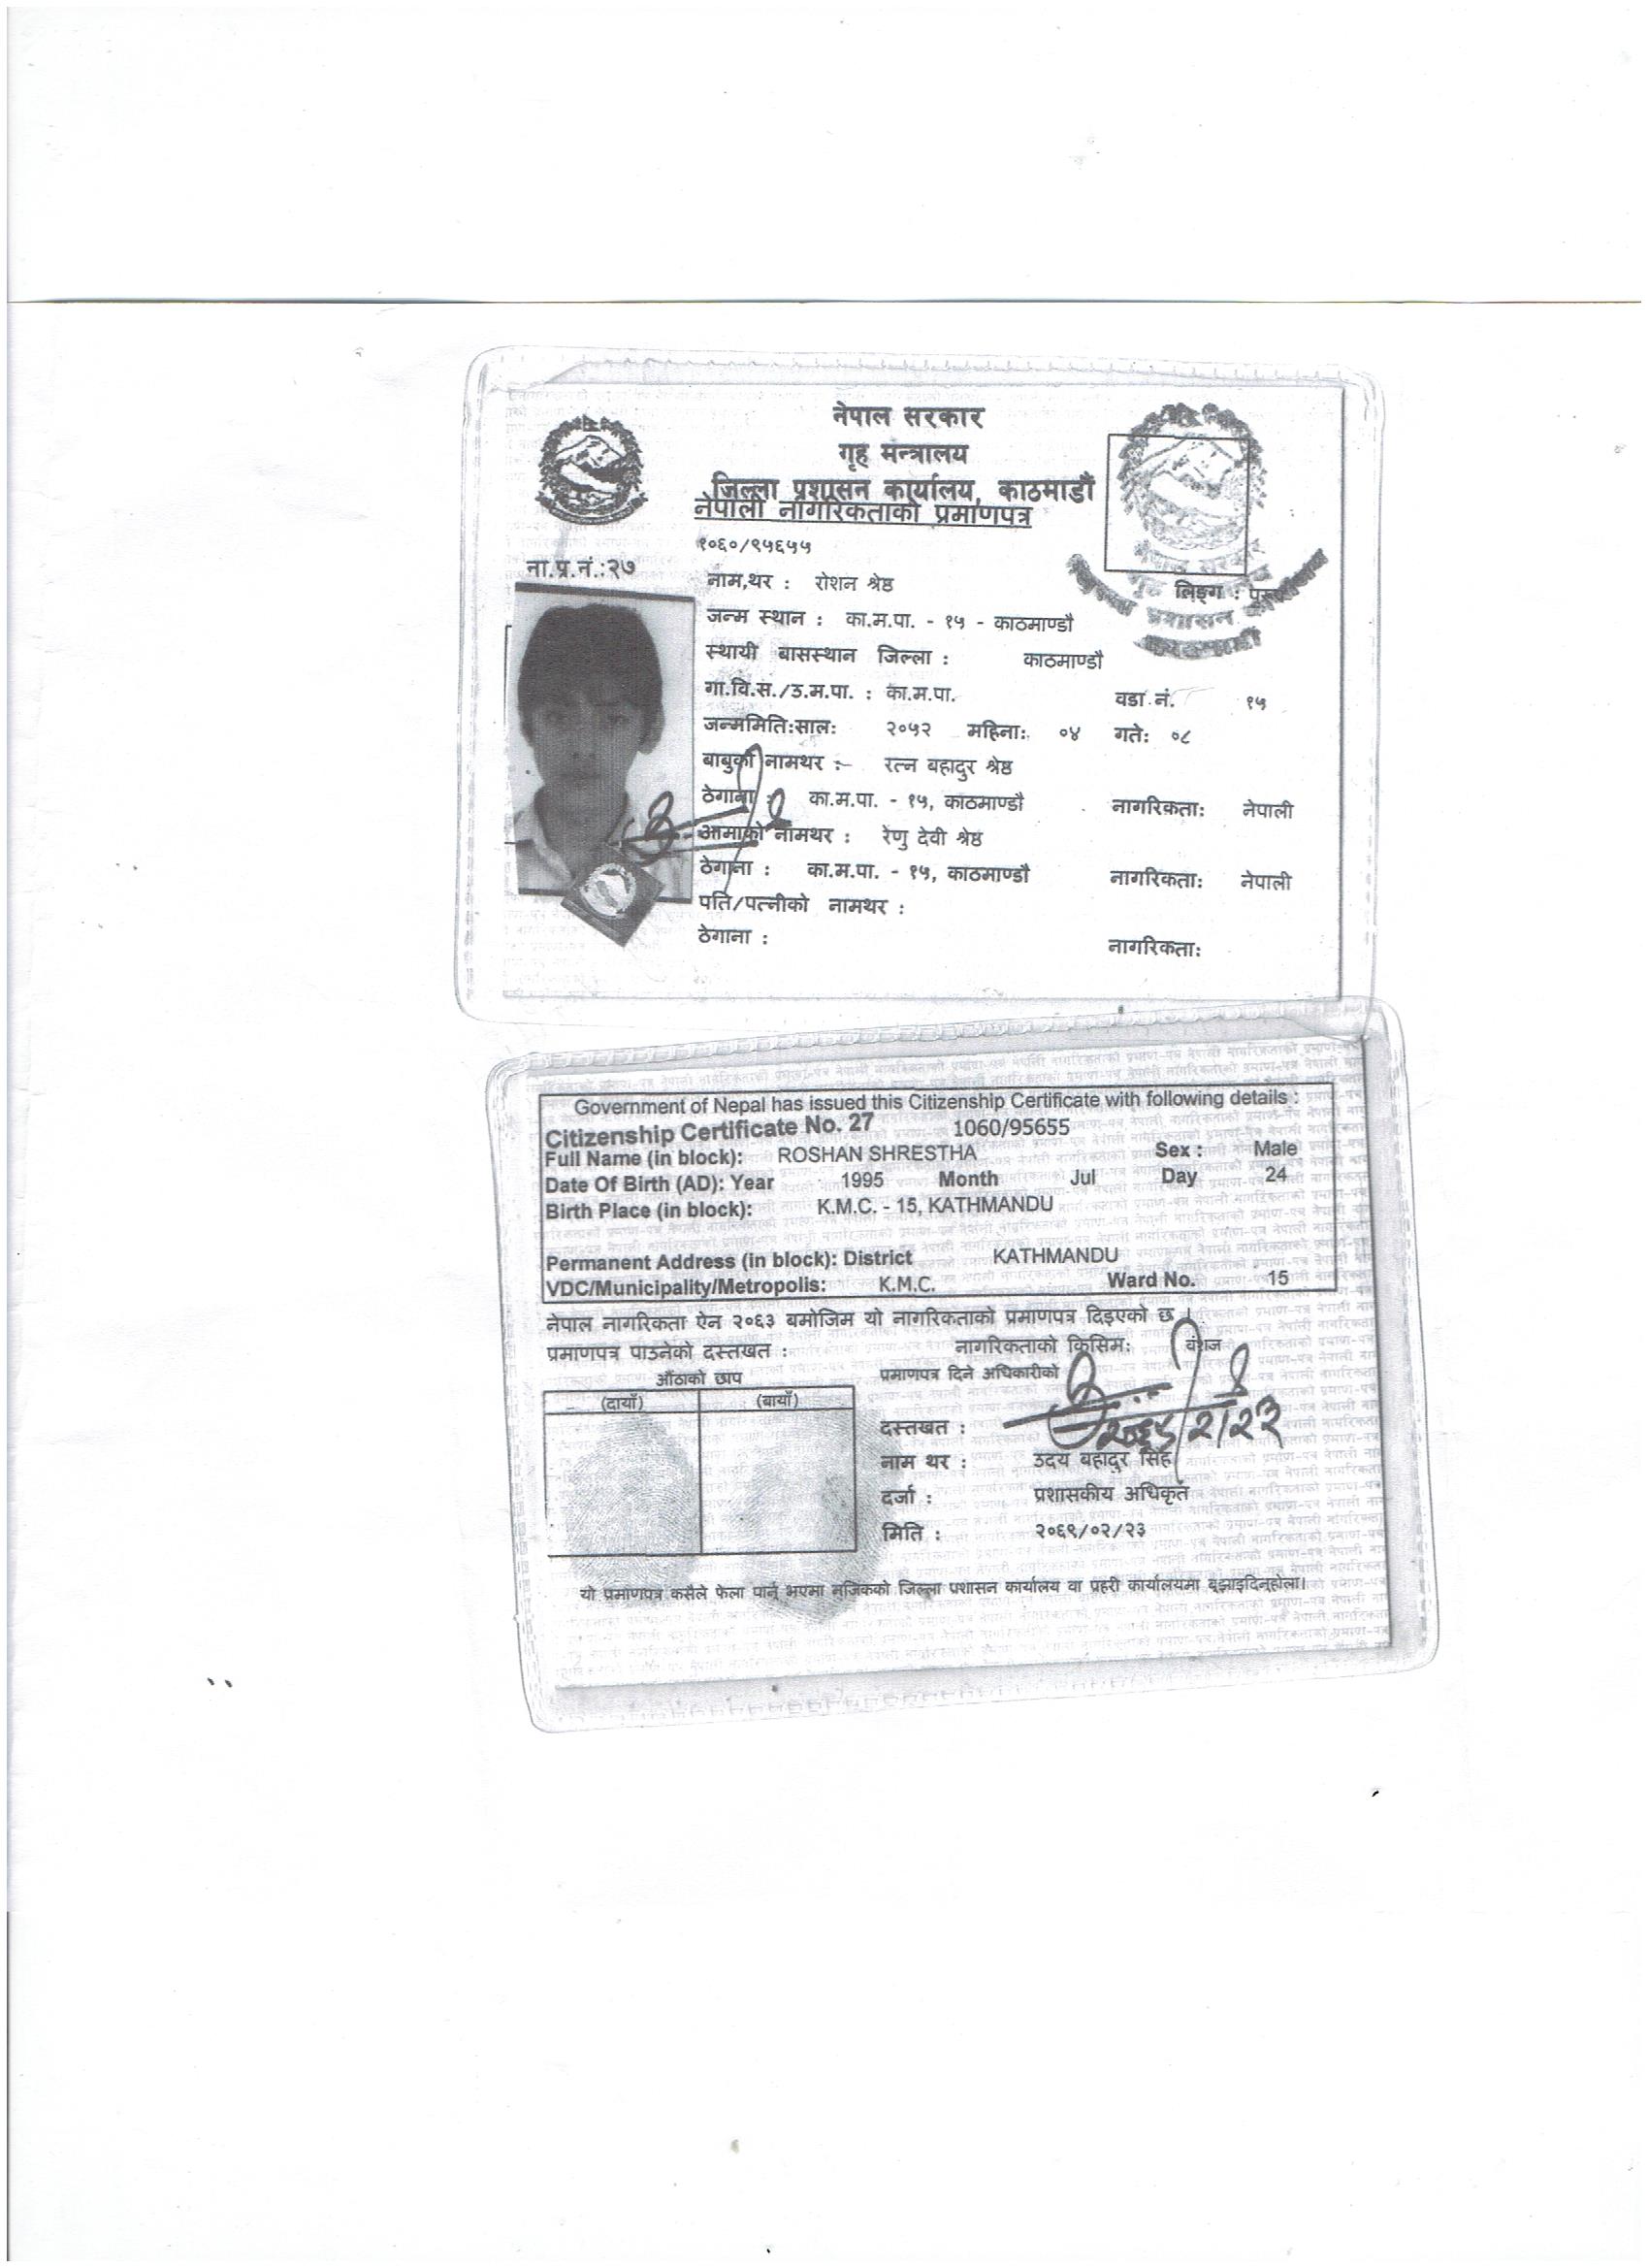 नेपाल सरकार
गृह मन्त्रालय
जिल्ला प्रशासन कार्यालय, काठमाडौं
नेपाली नागरिकताको प्रमाणपत्र
ना.प्र.नं.:२७ १०६०/९५६५५
नाम,थर : रोशन श्रेष्ठ लिङ्ग : पुरुष
जन्म स्थान : का.म.पा. - १५ - काठमाण्डौ
स्थायी बासस्थान जिल्ला : काठमाण्डौ
गा.वि.स./उ.म.पा. : का.म.पा. वडा नं. १५
जन्ममितिःसालः २०५२ महिनाः ०४ गतेः ०८
बाबुको नामथर :- रत्न बहादुर श्रेष्ठ
ठेगाना : का.म.पा. - १५, काठमाण्डौ नागरिकताः नेपाली
आमाको नामथर : रेणु देवी श्रेष्ठ
ठेगाना : का.म.पा. - १५, काठमाण्डौ नागरिकताः नेपाली
पति/पत्नीको नामथर :
ठेगाना : नागरिकताः
Government of Nepal has issued this Citizenship Certificate with following details :
Citizenship Certificate No. 27 1060/95655
Full Name (in block): ROSHAN SHRESTHA Sex : Male
Date Of Birth (AD): Year 1995 Month Jul Day 24
Birth Place (in block): K.M.C. - 15, KATHMANDU
Permanent Address (in block): District KATHMANDU
VDC/Municipality/Metropolis: K.M.C. Ward No. 15
नेपाल नागरिकता ऐन २०६३ बमोजिम यो नागरिकताको प्रमाणपत्र दिइएको छ ।
प्रमाणपत्र पाउनेको दस्तखत : नागरिकताको किसिमः वंशज
औंठाको छाप प्रमाणपत्र दिने अधिकारीको
(दायाँ) (बायाँ)
दस्तखत :
नाम थर : उदय बहादुर सिंह
दर्जा : प्रशासकीय अधिकृत
मिति : २०६९/०२/२३
यो प्रमाणपत्र कसैले फेला पार्नु भएमा नजिकको जिल्ला प्रशासन कार्यालय वा प्रहरी कार्यालयमा बुझाइदिनुहोला।